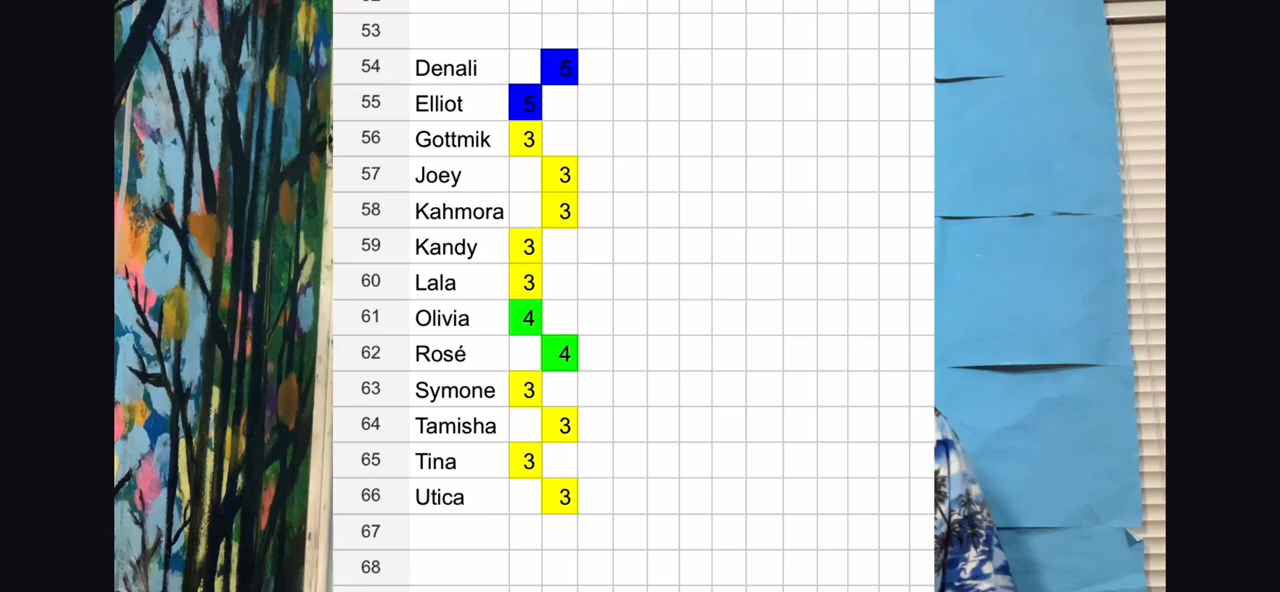 53
54 Denali 5
55 Elliot 5
56 Gottmik 3
57 Joey 3
58 Kahmora 3
59 Kandy 3
60 Lala 3
61 Olivia 4
62 Rosé 4
63 Symone 3
64 Tamisha 3
65 Tina 3
66 Utica 3
67
68